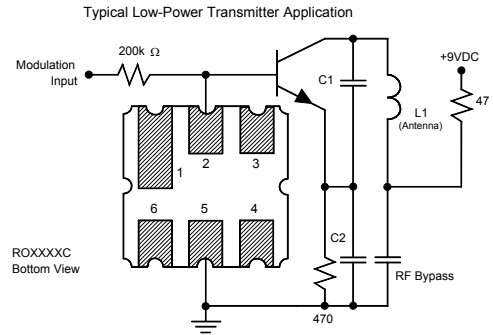 Typical Low-Power Transmitter Application
200k Ω
Modulation
Input
C1
+9VDC
47
L1
(Antenna)
2
3
1
6
5
4
C2
ROXXXXC
Bottom View
RF Bypass
470